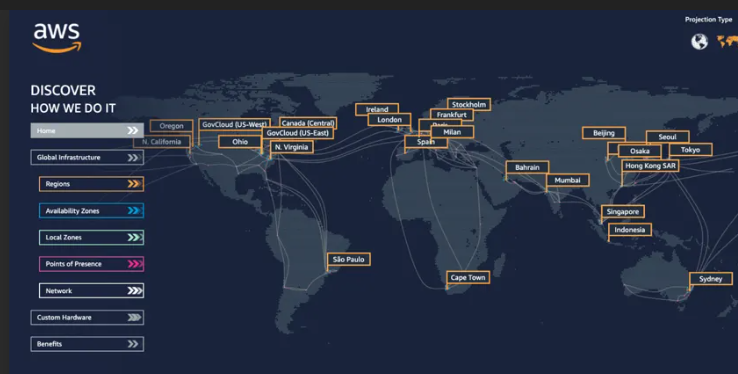 aws
Projection Type
DISCOVER
HOW WE DO IT
Home
Global Infrastructure
Regions
Availability Zones
Local Zones
Points of Presence
Network
Custom Hardware
Benefits
Oregon
N. California
GovCloud (US-West)
Ohio
Canada (Central)
GovCloud (US-East)
N. Virginia
São Paulo
Ireland
London
Stockholm
Frankfurt
Milan
Spain
Cape Town
Bahrain
Mumbai
Beijing
Seoul
Osaka
Tokyo
Hong Kong SAR
Singapore
Indonesia
Sydney